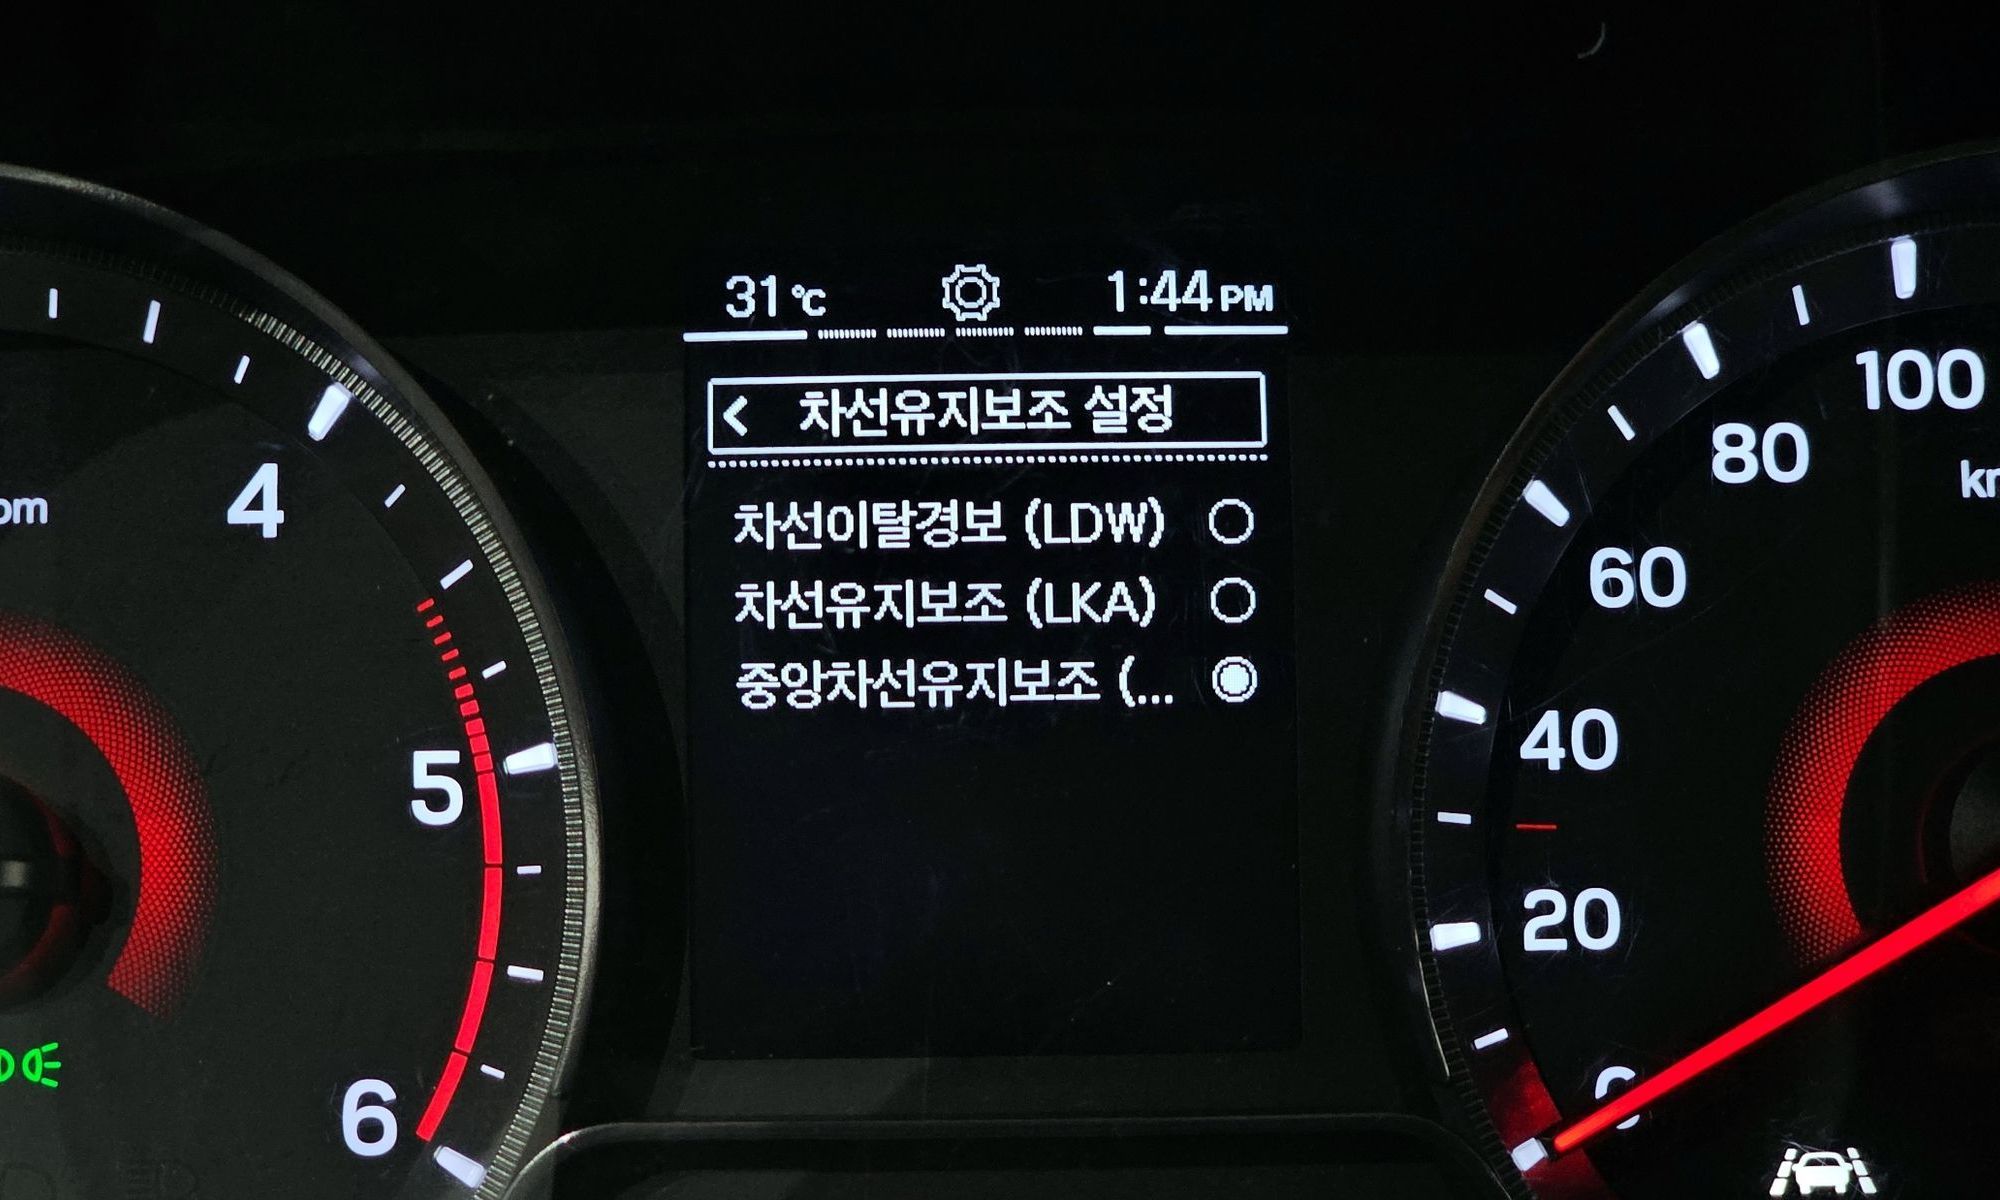 31 ℃ 1:44 PM
차선유지보조 설정
차선이탈경보 (LDW)
차선유지보조 (LKA)
중앙차선유지보조 (...
4
5
6
100
80
60
40
20